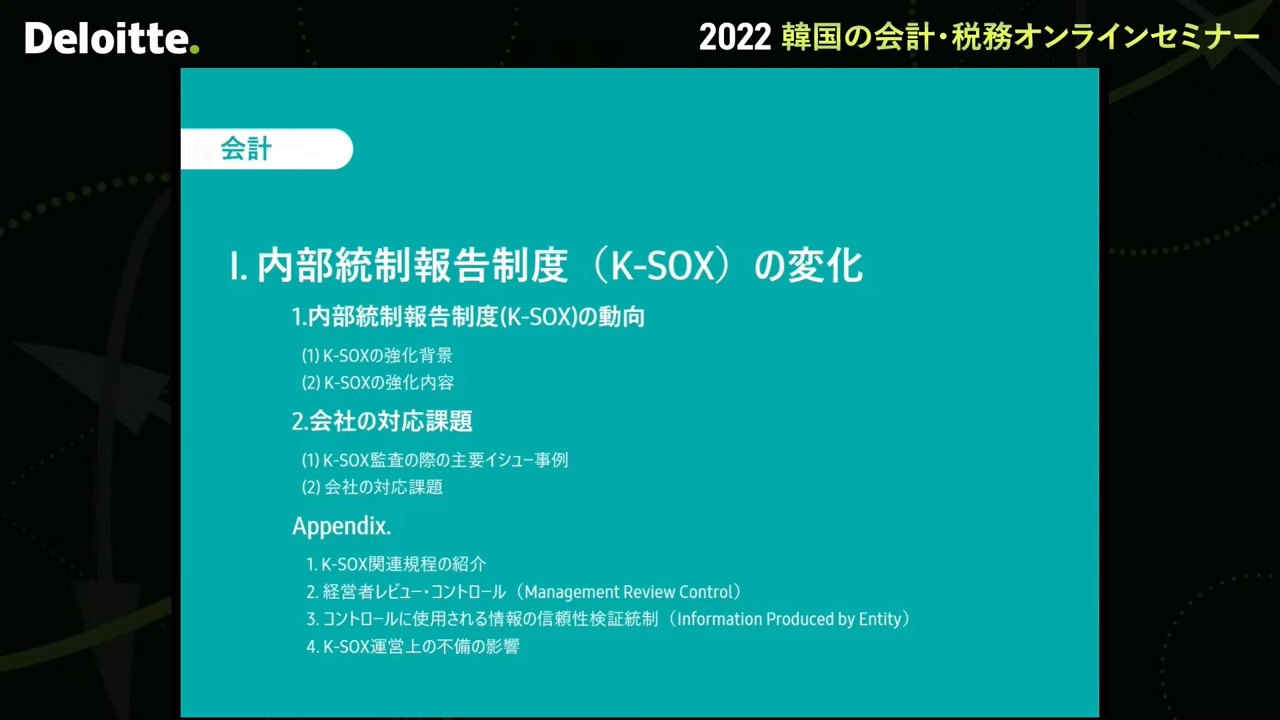 Deloitte.
2022 韓国の会計・税務オンラインセミナー
会計
I. 内部統制報告制度（K-SOX）の変化
1.内部統制報告制度(K-SOX)の動向
(1) K-SOXの強化背景
(2) K-SOXの強化内容
2.会社の対応課題
(1) K-SOX監査の際の主要イシュー事例
(2) 会社の対応課題
Appendix.
1. K-SOX関連規程の紹介
2. 経営者レビュー・コントロール（Management Review Control）
3. コントロールに使用される情報の信頼性検証統制（Information Produced by Entity）
4. K-SOX運営上の不備の影響